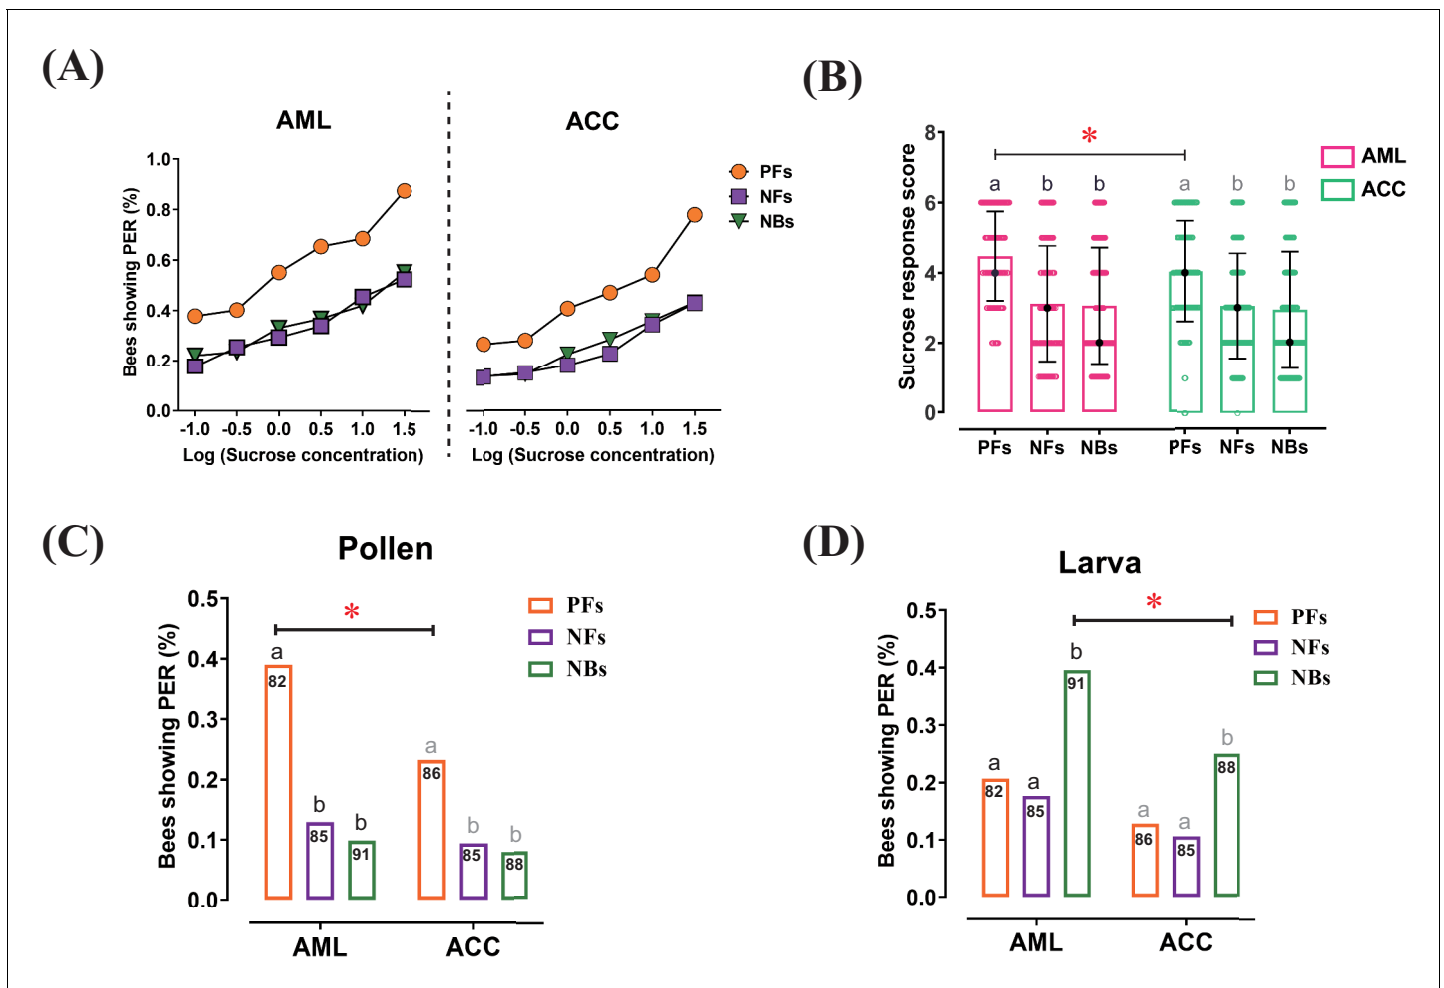 (A)
AML
ACC
1.0
0.8
0.6
0.4
0.2
0.0
Bees showing PER (%)
-1.0 -0.5 0.0 0.5 1.0 1.5
Log (Sucrose concentration)
-1.0 -0.5 0.0 0.5 1.0 1.5
Log (Sucrose concentration)
PFs
NFs
NBs
(B)
8
6
4
2
0
Sucrose response score
*
a b b a b b
PFs NFs NBs PFs NFs NBs
AML
ACC
(C)
Pollen
0.5
0.4
0.3
0.2
0.1
0.0
Bees showing PER (%)
*
a b b a b b
82 85 91 86 85 88
AML ACC
PFs
NFs
NBs
(D)
Larva
0.5
0.4
0.3
0.2
0.1
0.0
Bees showing PER (%)
*
a a b a a b
82 85 91 86 85 88
AML ACC
PFs
NFs
NBs